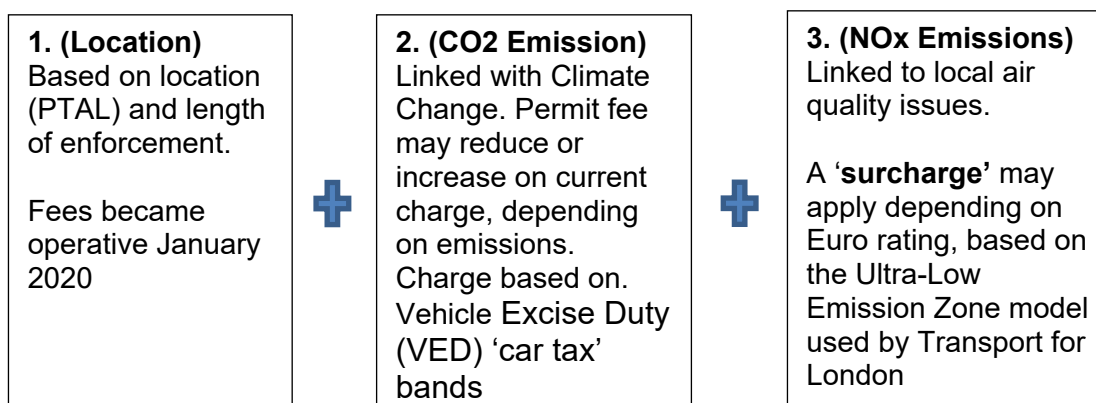 1. (Location)
Based on location
(PTAL) and length
of enforcement.
Fees became
operative January
2020
2. (CO2 Emission)
Linked with Climate
Change. Permit fee
may reduce or
increase on current
charge, depending
on emissions.
Charge based on.
Vehicle Excise Duty
(VED) ‘car tax’
bands
3. (NOx Emissions)
Linked to local air
quality issues.
A ‘surcharge’ may
apply depending on
Euro rating, based on
the Ultra-Low
Emission Zone model
used by Transport for
London